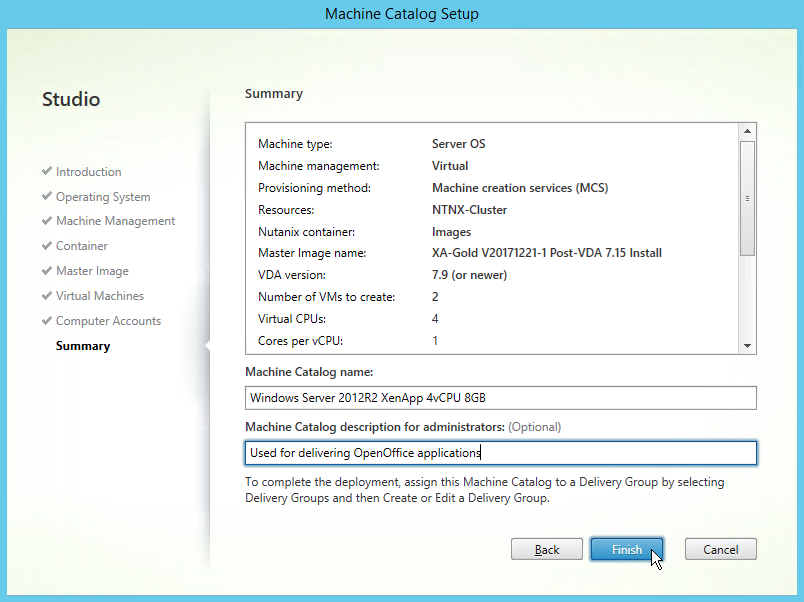 Machine Catalog Setup
Studio
Introduction
Operating System
Machine Management
Container
Master Image
Virtual Machines
Computer Accounts
Summary
Summary
Machine type: Server OS
Machine management: Virtual
Provisioning method: Machine creation services (MCS)
Resources: NTNX-Cluster
Nutanix container: Images
Master Image name: XA-Gold V20171221-1 Post-VDA 7.15 Install
VDA version: 7.9 (or newer)
Number of VMs to create: 2
Virtual CPUs: 4
Cores per vCPU: 1
Machine Catalog name:
Windows Server 2012R2 XenApp 4vCPU 8GB
Machine Catalog description for administrators: (Optional)
Used for delivering OpenOffice applications
To complete the deployment, assign this Machine Catalog to a Delivery Group by selecting
Delivery Groups and then Create or Edit a Delivery Group.
Back Finish Cancel